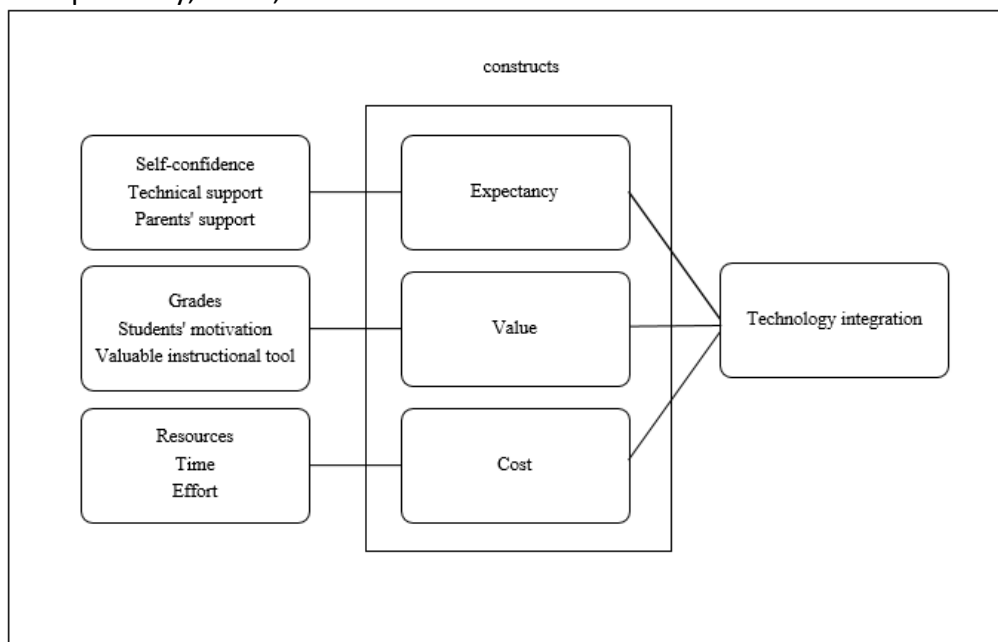 constructs
Self-confidence
Technical support
Parents' support
Expectancy
Grades
Students' motivation
Valuable instructional tool
Value
Technology integration
Resources
Time
Effort
Cost